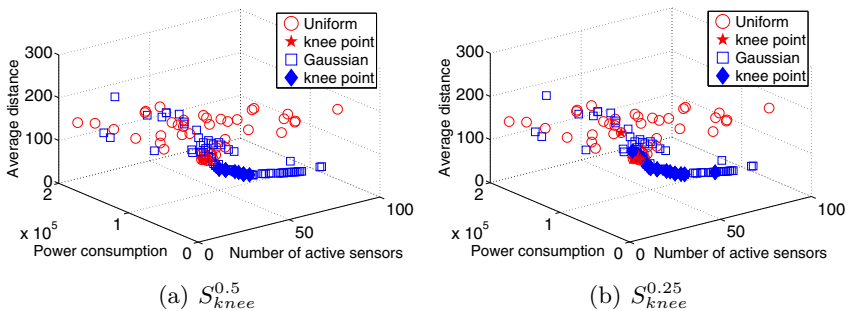 Uniform
knee point
Gaussian
knee point
300
200
100
0
Average distance
2
1
0
x 10^5
Power consumption
0
50
100
Number of active sensors
(a) S_{knee}^{0.5}
Uniform
knee point
Gaussian
knee point
300
200
100
0
Average distance
2
1
0
x 10^5
Power consumption
0
50
100
Number of active sensors
(b) S_{knee}^{0.25}